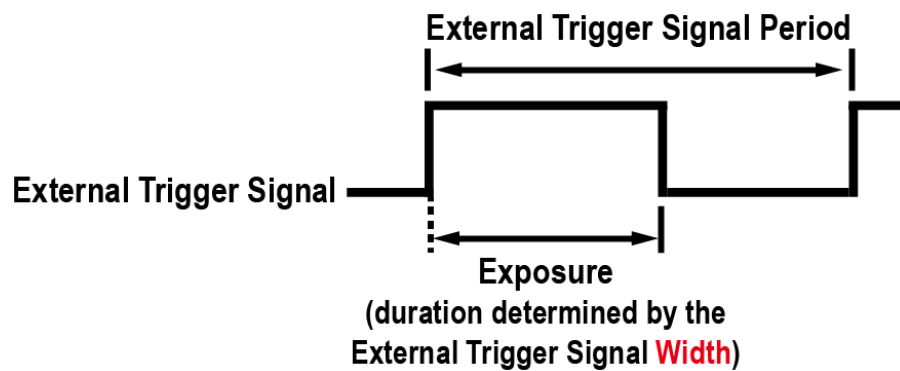 External Trigger Signal Period
External Trigger Signal
Exposure
(duration determined by the
External Trigger Signal Width)